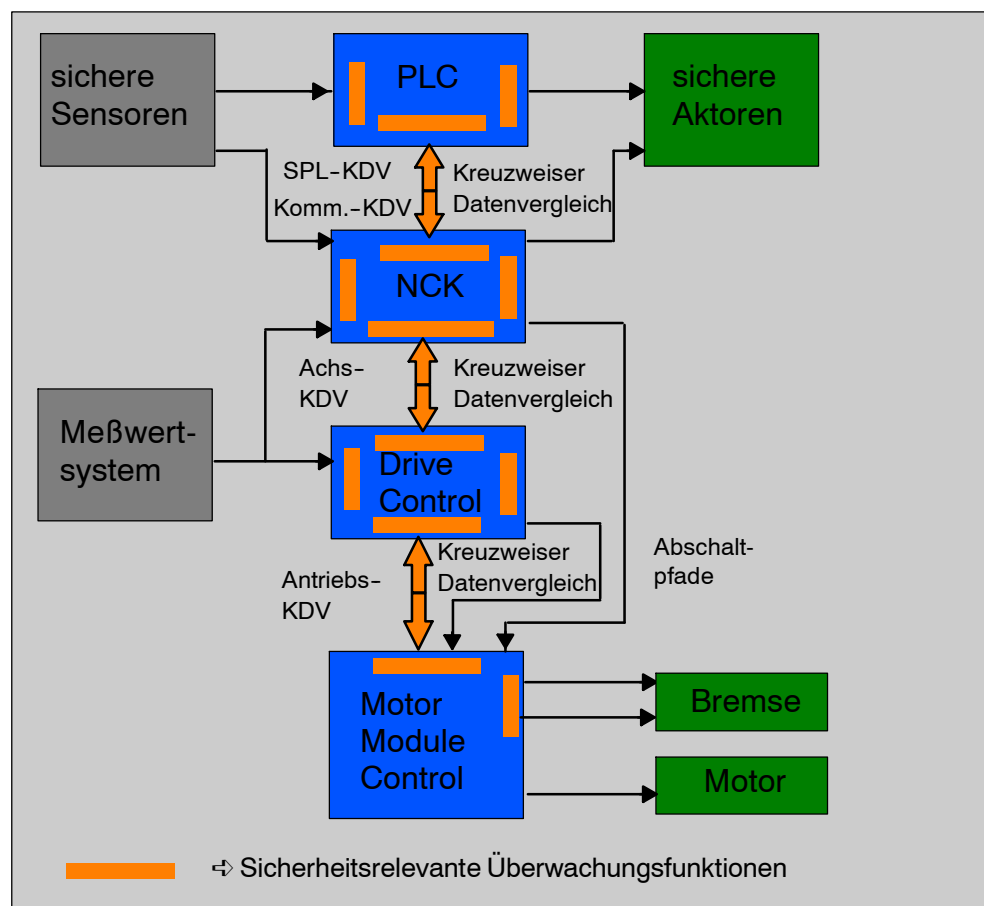 sichere
Sensoren
PLC
sichere
Aktoren
SPL-KDV
Komm.-KDV
Kreuzweiser
Datenvergleich
NCK
Achs-
KDV
Kreuzweiser
Datenvergleich
Meßwert-
system
Drive
Control
Antriebs-
KDV
Kreuzweiser
Datenvergleich
Abschalt-
pfade
Motor
Module
Control
Bremse
Motor
➪ Sicherheitsrelevante Überwachungsfunktionen